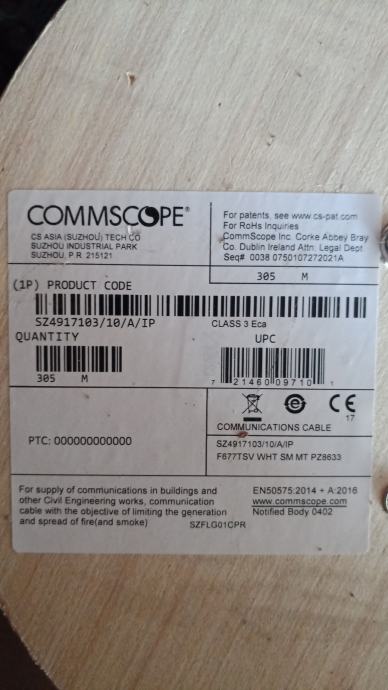 COMMSCOPE®
CS ASIA (SUZHOU) TECH CO
SUZHOU INDUSTRIAL PARK
SUZHOU, P.R. 215121
For patents, see www.cs-pat.com
For RoHs Inquiries
CommScope Inc. Corke Abbey Bray
Co. Dublin Ireland Attn. Legal Dept
Seq# 0038 0750107272021A
305 M
(1P) PRODUCT CODE
SZ4917103/10/A/IP
CLASS 3 Eca
QUANTITY
UPC
305 M
7 21460 09710 1
CE
17
COMMUNICATIONS CABLE
PTC: 000000000000
SZ4917103/10/A/IP
F677TSV WHT SM MT PZ8633
For supply of communications in buildings and
other Civil Engineering works, communication
cable with the objective of limiting the generation
and spread of fire(and smoke)
SZFLG01CPR
EN50575:2014 + A:2016
www.commscope.com
Notified Body 0402